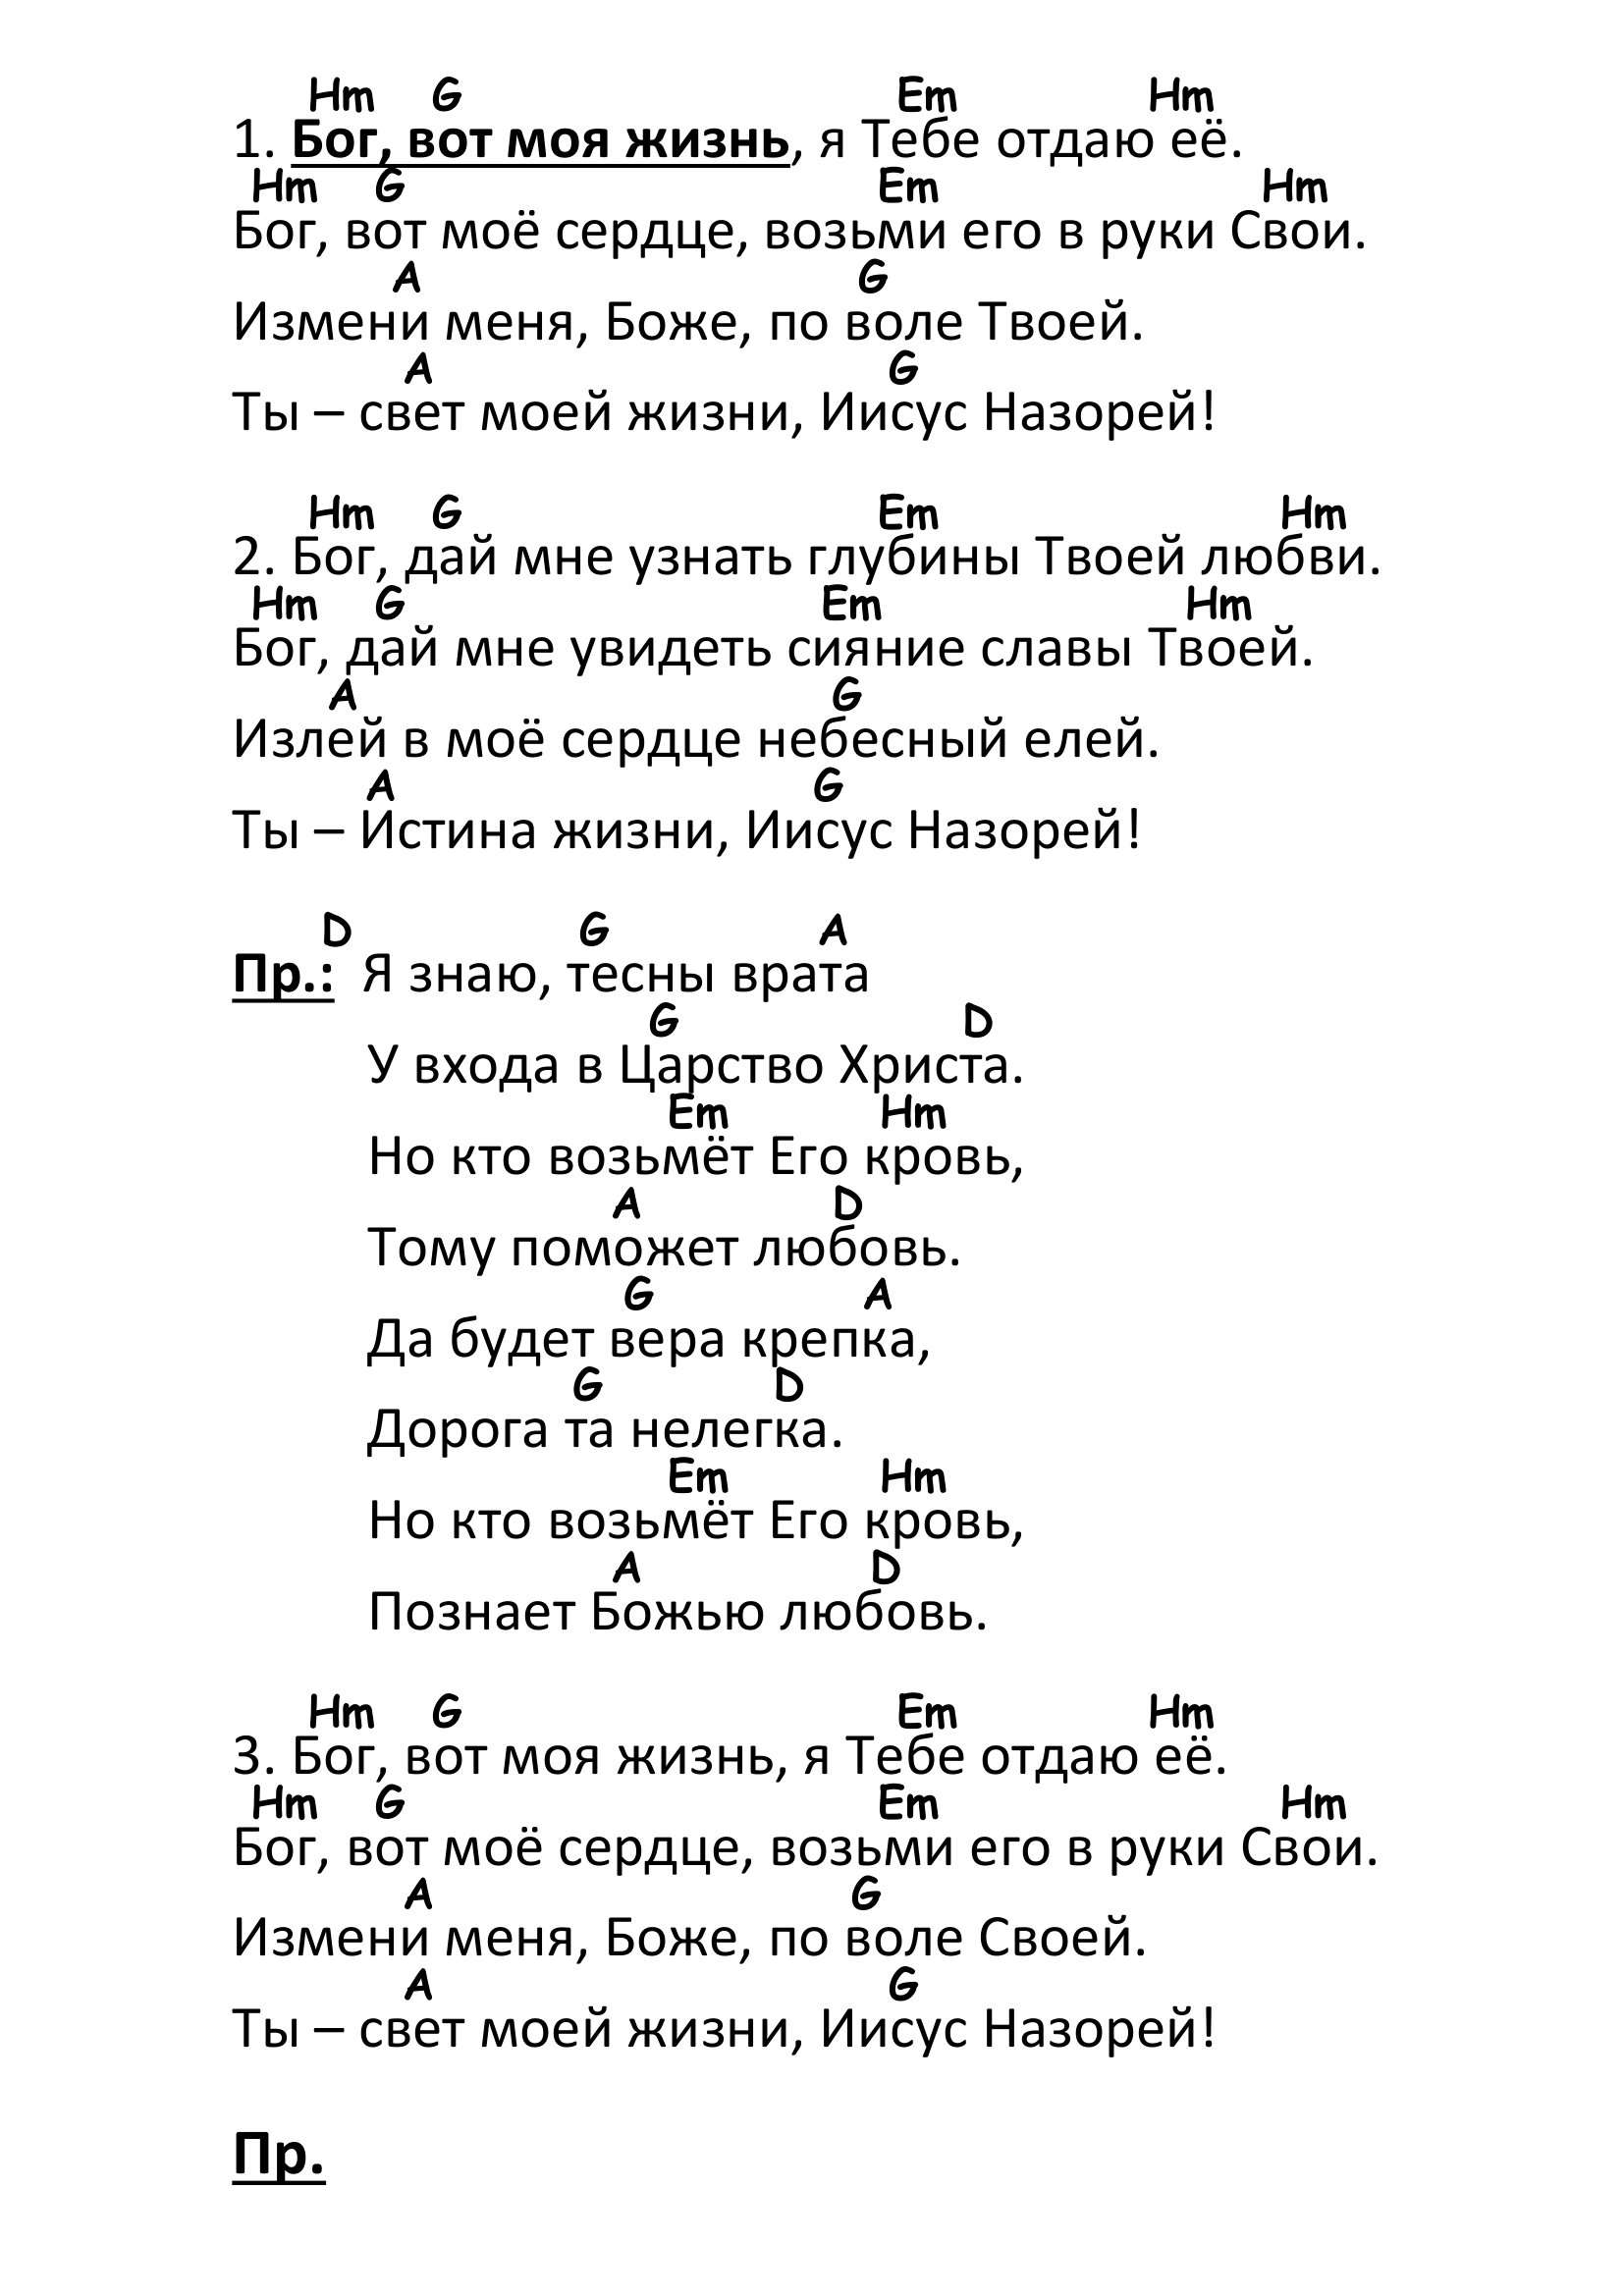 Hm G Em Hm
1. Бог, вот моя жизнь, я Тебе отдаю её.
Hm G Em Hm
Бог, вот моё сердце, возьми его в руки Свои.
A G
Измени меня, Боже, по воле Твоей.
A G
Ты – свет моей жизни, Иисус Назорей!
Hm G Em Hm
2. Бог, дай мне узнать глубины Твоей любви.
Hm G Em Hm
Бог, дай мне увидеть сияние славы Твоей.
A G
Излей в моё сердце небесный елей.
A G
Ты – Истина жизни, Иисус Назорей!
D G A
Пр.: Я знаю, тесны врата
G D
У входа в Царство Христа.
Em Hm
Но кто возьмёт Его кровь,
A D
Тому поможет любовь.
G A
Да будет вера крепка,
G D
Дорога та нелегка.
Em Hm
Но кто возьмёт Его кровь,
A D
Познает Божью любовь.
Hm G Em Hm
3. Бог, вот моя жизнь, я Тебе отдаю её.
Hm G Em Hm
Бог, вот моё сердце, возьми его в руки Свои.
A G
Измени меня, Боже, по воле Своей.
A G
Ты – свет моей жизни, Иисус Назорей!
Пр.